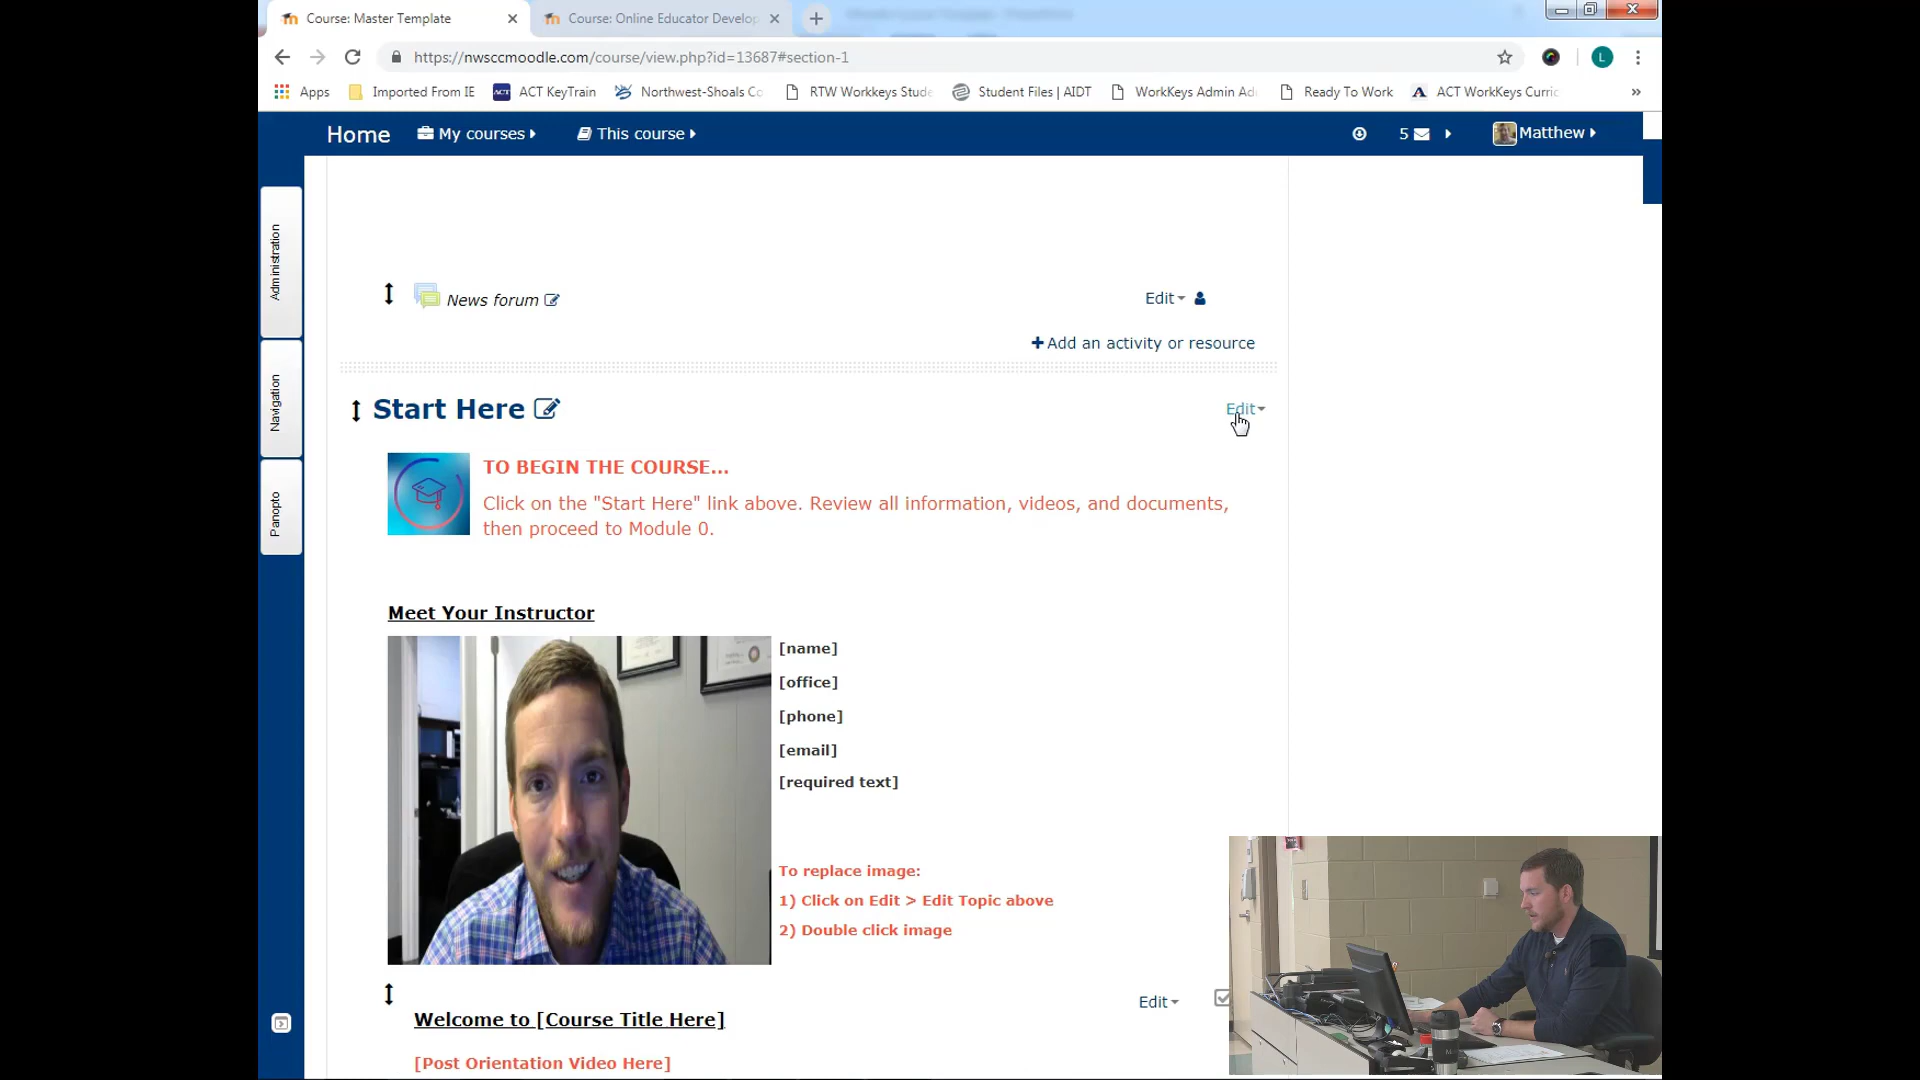 Course: Master Template
Course: Online Educator Develop
https://nwsccmoodle.com/course/view.php?id=13687#section-1
L
Apps
Imported From IE
ACT KeyTrain
Northwest-Shoals Co
RTW Workkeys Stude
Student Files | AIDT
WorkKeys Admin Ad
Ready To Work
ACT WorkKeys Curric
Home
My courses
This course
5
Matthew
Administration
Navigation
Panopto
News forum
Edit
Add an activity or resource
Start Here
Edit
TO BEGIN THE COURSE...
Click on the "Start Here" link above. Review all information, videos, and documents,
then proceed to Module 0.
Meet Your Instructor
[name]
[office]
[phone]
[email]
[required text]
To replace image:
1) Click on Edit > Edit Topic above
2) Double click image
Edit
Welcome to [Course Title Here]
[Post Orientation Video Here]